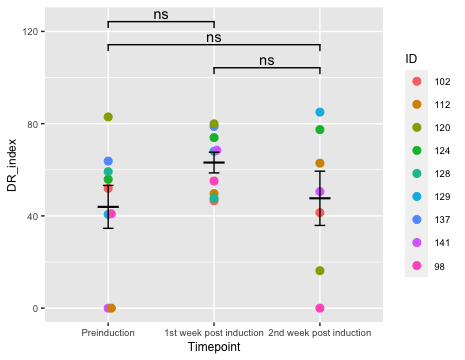 ns
ns
ns
120
80
40
0
DR_index
Preinduction
1st week post induction
2nd week post induction
Timepoint
ID
102
112
120
124
128
129
137
141
98